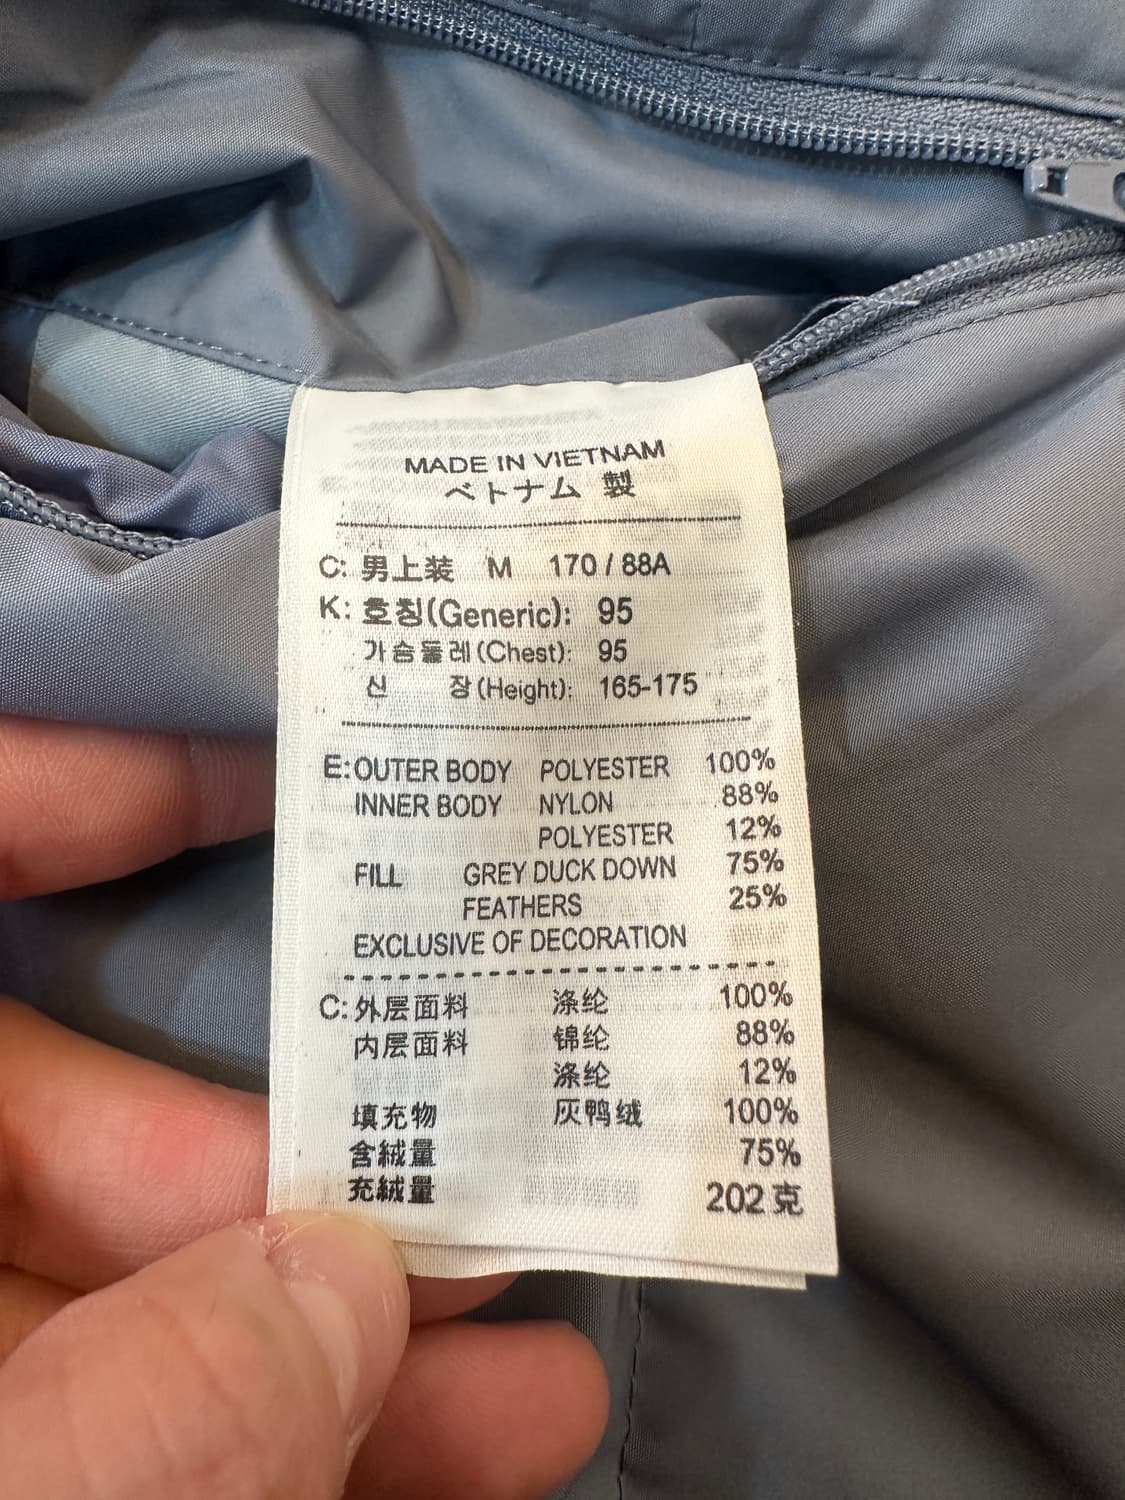 MADE IN VIETNAM
ベトナム 製
C: 男上装 M 170 / 88A
K: 호칭(Generic): 95
가슴둘레(Chest): 95
신 장(Height): 165-175
E: OUTER BODY POLYESTER 100%
INNER BODY NYLON 88%
POLYESTER 12%
FILL GREY DUCK DOWN 75%
FEATHERS 25%
EXCLUSIVE OF DECORATION
C: 外层面料 涤纶 100%
内层面料 锦纶 88%
涤纶 12%
填充物 灰鸭绒 100%
含絨量 75%
充絨量 202 克